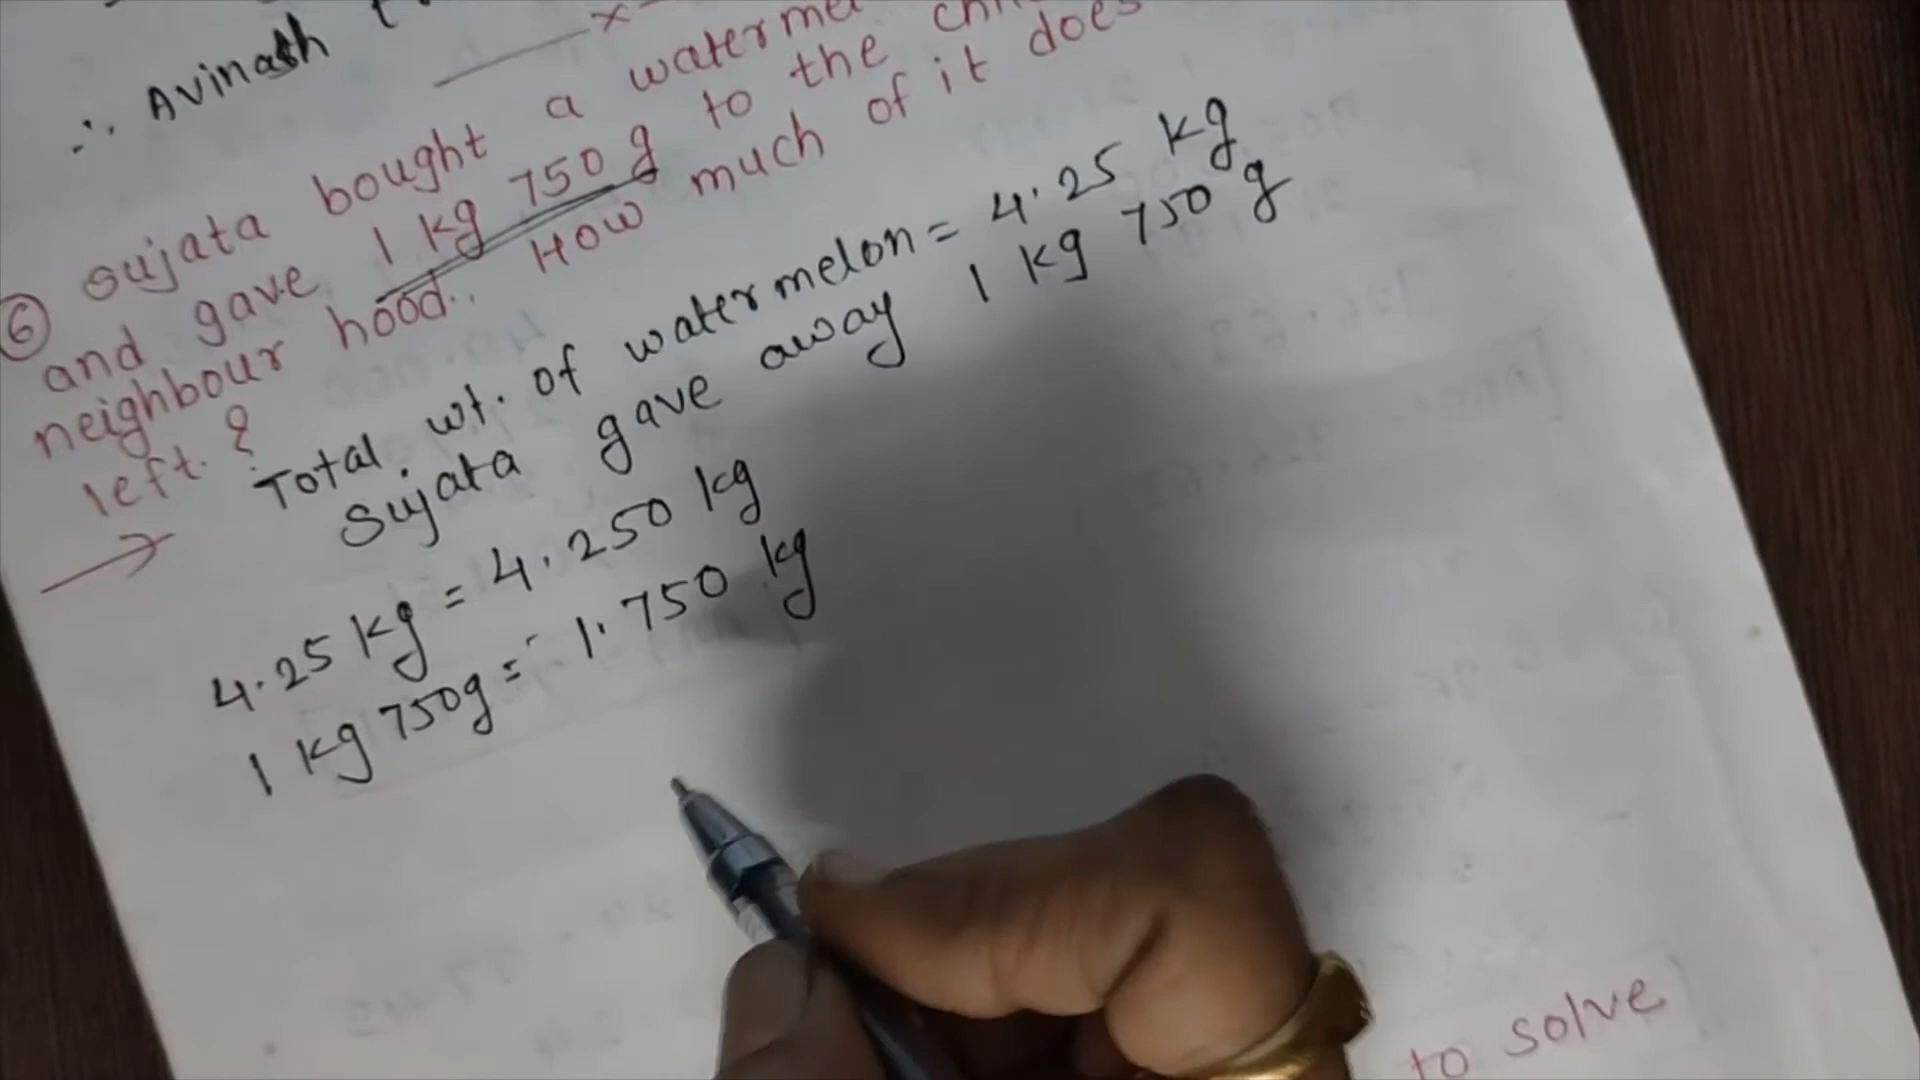 ∴ Avinash
⑥ Sujata bought a
and gave 1 kg 750 g to the
neighbour hood. How much of it does
left. ?
→ Total. wt. of watermelon = 4.25 kg
Sujata gave away 1 kg 750 g
4.25 kg = 4.250 kg
1 kg 750g = 1.750 kg
to solve